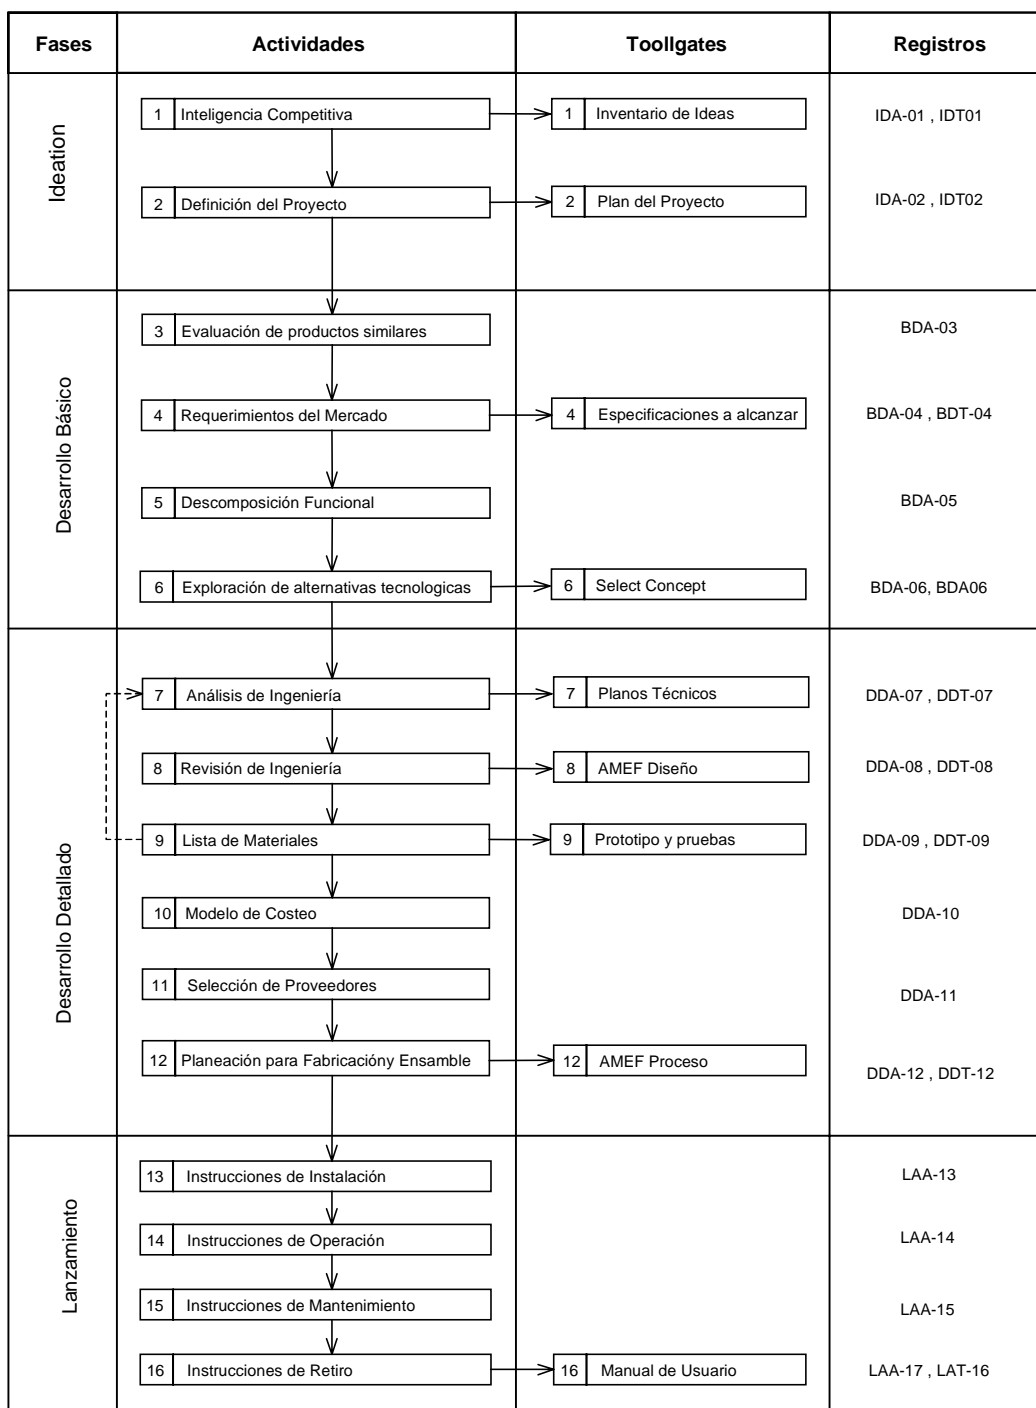 Fases Actividades Toollgates Registros
Ideation
1 Inteligencia Competitiva 1 Inventario de Ideas IDA-01 , IDT01
2 Definición del Proyecto 2 Plan del Proyecto IDA-02 , IDT02
Desarrollo Básico
3 Evaluación de productos similares BDA-03
4 Requerimientos del Mercado 4 Especificaciones a alcanzar BDA-04 , BDT-04
5 Descomposición Funcional BDA-05
6 Exploración de alternativas tecnologicas 6 Select Concept BDA-06, BDA06
Desarrollo Detallado
7 Análisis de Ingeniería 7 Planos Técnicos DDA-07 , DDT-07
8 Revisión de Ingeniería 8 AMEF Diseño DDA-08 , DDT-08
9 Lista de Materiales 9 Prototipo y pruebas DDA-09 , DDT-09
10 Modelo de Costeo DDA-10
11 Selección de Proveedores DDA-11
12 Planeación para Fabricacióny Ensamble 12 AMEF Proceso DDA-12 , DDT-12
Lanzamiento
13 Instrucciones de Instalación LAA-13
14 Instrucciones de Operación LAA-14
15 Instrucciones de Mantenimiento LAA-15
16 Instrucciones de Retiro 16 Manual de Usuario LAA-17 , LAT-16